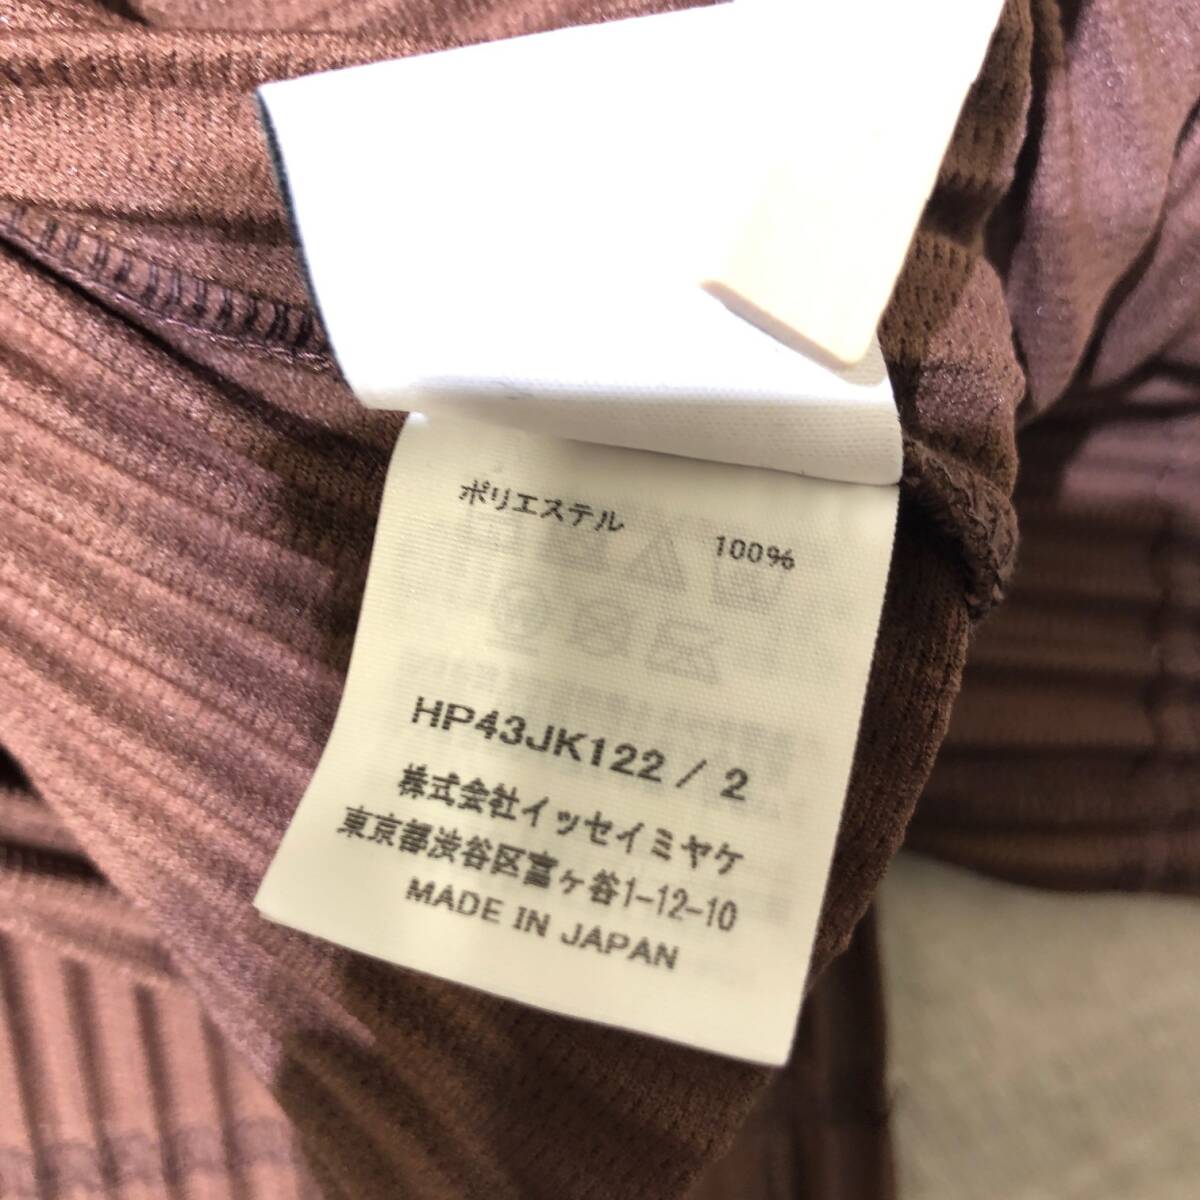 ポリエステル 100%
HP43JK122 / 2
株式会社イッセイミヤケ
東京都渋谷区富ヶ谷1-12-10
MADE IN JAPAN